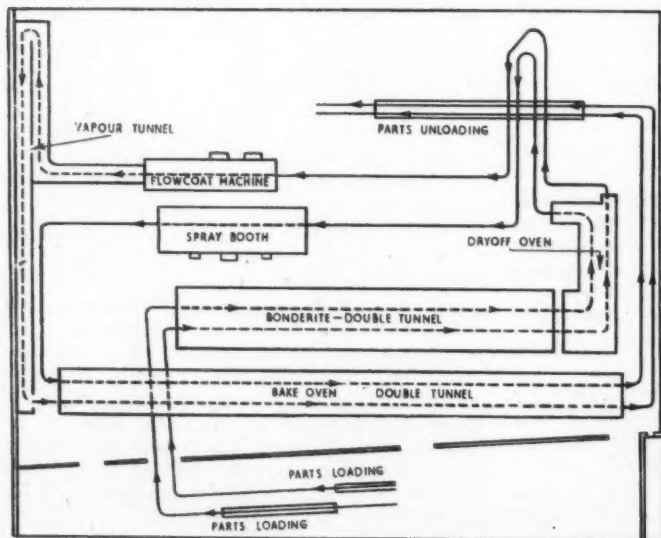 PARTS UNLOADING
VAPOUR TUNNEL
FLOWCOAT MACHINE
SPRAY BOOTH
DRYOFF OVEN
BONDERITE—DOUBLE TUNNEL
BAKE OVEN DOUBLE TUNNEL
PARTS LOADING
PARTS LOADING